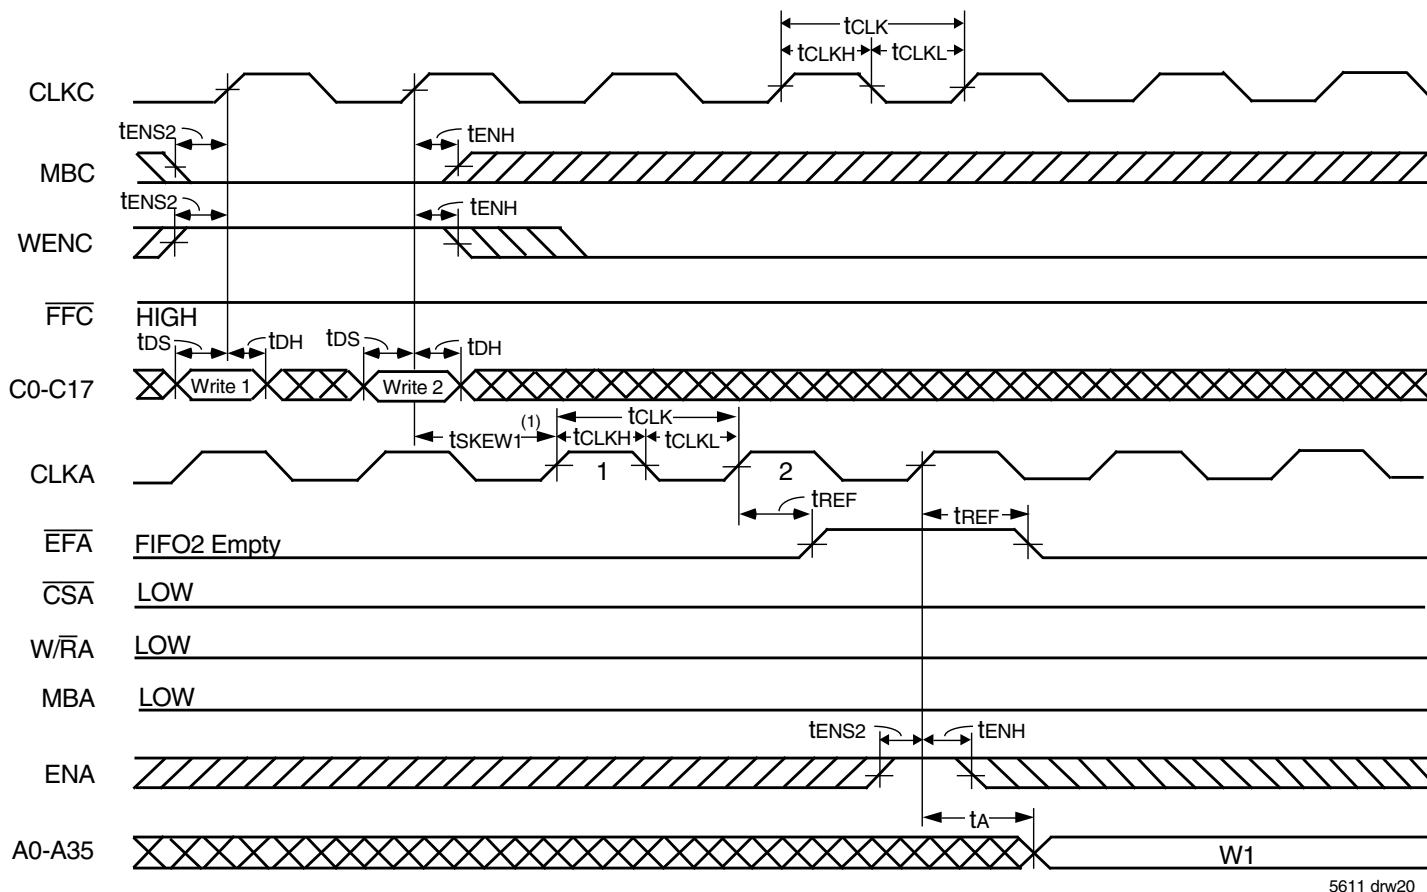 tCLK
tCLKH tCLKL
CLKC
tENS2 tENH
MBC
tENS2 tENH
WENC
FFC HIGH
tDS tDH tDS tDH
C0-C17 Write 1 Write 2
tSKEW1(1) tCLK
tCLKH tCLKL
CLKA 1 2
tREF tREF
EFA FIFO2 Empty
CSA LOW
W/RA LOW
MBA LOW
tENS2 tENH
ENA
tA
A0-A35 W1
5611 drw20